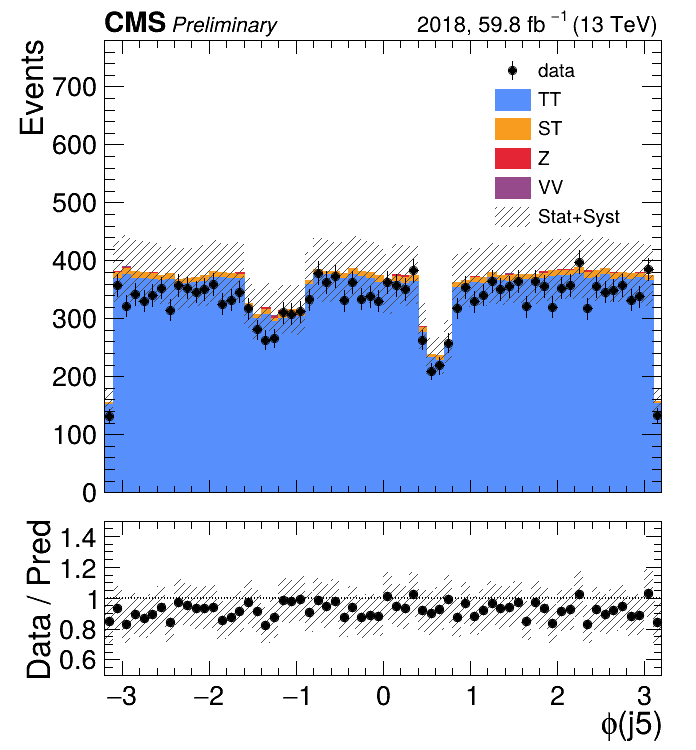 CMS Preliminary 2018, 59.8 fb⁻¹ (13 TeV)
Events
700
600
500
400
300
200
100
0
data
TT
ST
Z
VV
Stat+Syst
Data / Pred
1.4
1.2
1
0.8
0.6
−3 −2 −1 0 1 2 3
ϕ(j5)